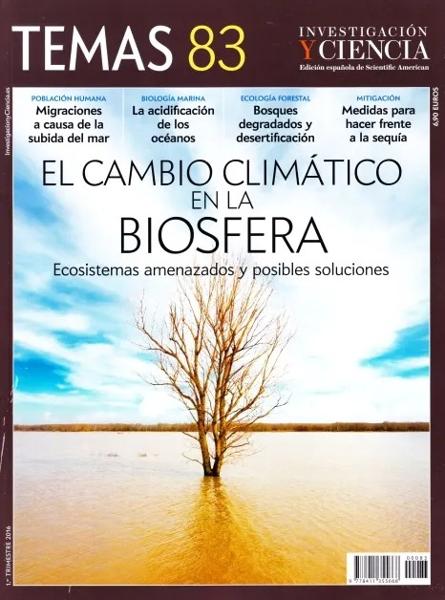 TEMAS 83
INVESTIGACIÓN
Y CIENCIA
Edición española de Scientific American
InvestigacionyCiencia.es
POBLACIÓN HUMANA
Migraciones
a causa de la
subida del mar
BIOLOGÍA MARINA
La acidificación
de los
océanos
ECOLOGÍA FORESTAL
Bosques
degradados y
desertificación
MITIGACIÓN
Medidas para
hacer frente
a la sequía
6,90 EUROS
EL CAMBIO CLIMÁTICO
EN LA
BIOSFERA
Ecosistemas amenazados y posibles soluciones
1.er TRIMESTRE 2016
00083